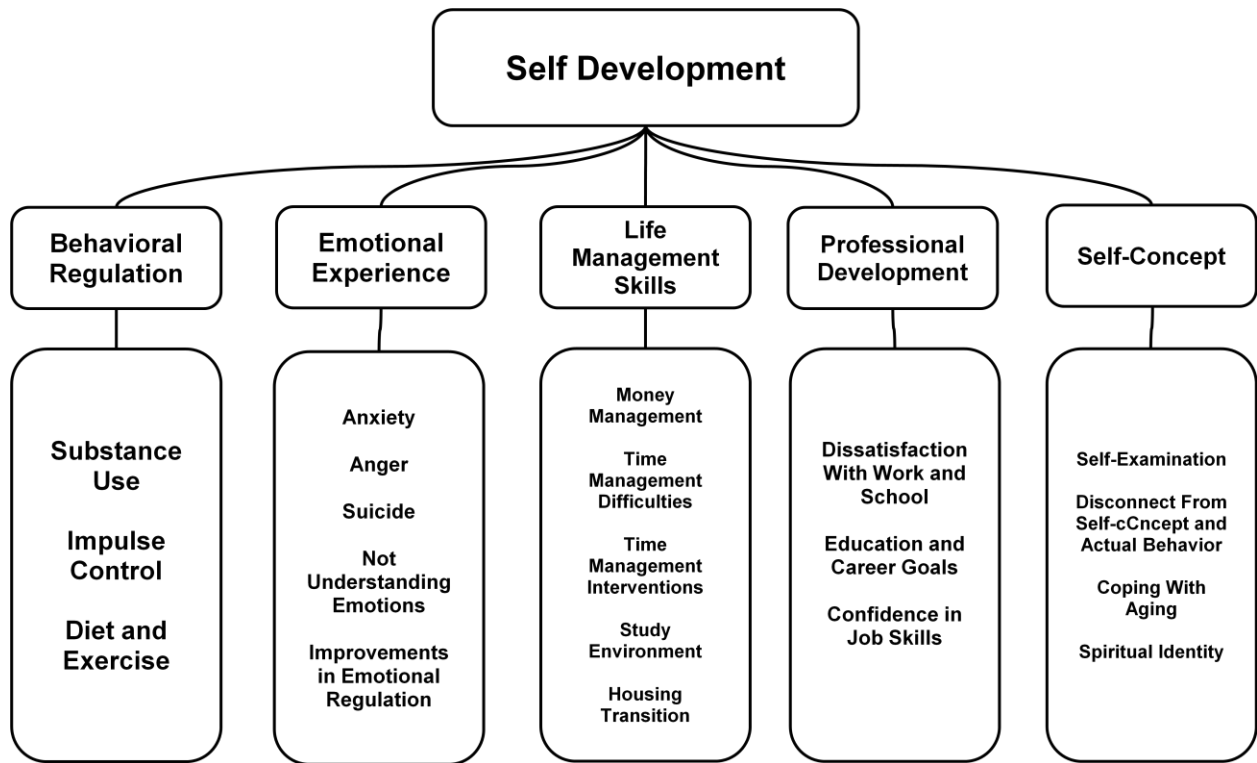 Self Development
Behavioral
Regulation
Emotional
Experience
Life
Management
Skills
Professional
Development
Self-Concept
Substance
Use
Impulse
Control
Diet and
Exercise
Anxiety
Anger
Suicide
Not
Understanding
Emotions
Improvements
in Emotional
Regulation
Money
Management
Time
Management
Difficulties
Time
Management
Interventions
Study
Environment
Housing
Transition
Dissatisfaction
With Work and
School
Education and
Career Goals
Confidence in
Job Skills
Self-Examination
Disconnect From
Self-cCncept and
Actual Behavior
Coping With
Aging
Spiritual Identity